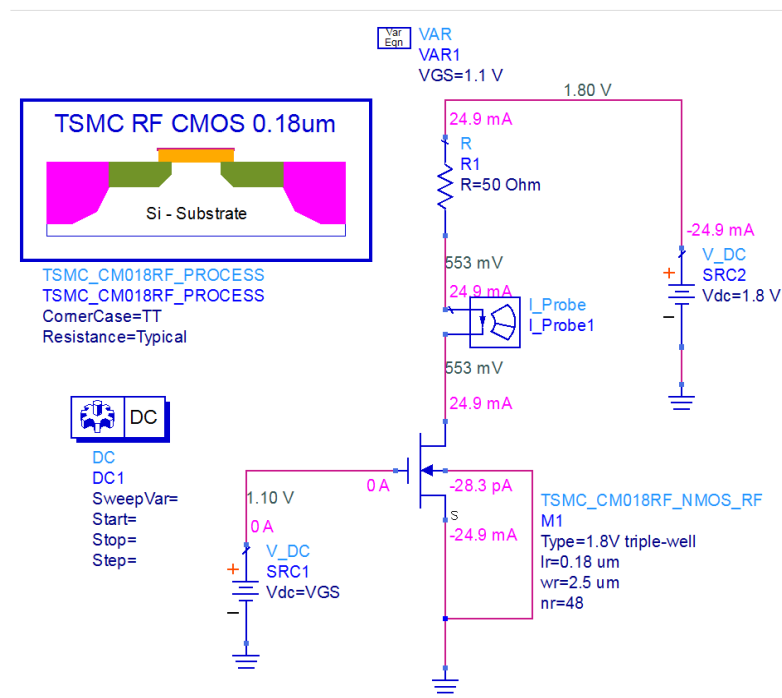 Var
Eqn
VAR
VAR1
VGS=1.1 V
1.80 V
24.9 mA
R
R1
R=50 Ohm
TSMC RF CMOS 0.18um
Si - Substrate
TSMC_CM018RF_PROCESS
TSMC_CM018RF_PROCESS
CornerCase=TT
Resistance=Typical
-24.9 mA
V_DC
SRC2
Vdc=1.8 V
+
553 mV
24.9 mA
I_Probe
I_Probe1
553 mV
24.9 mA
DC
DC
DC1
SweepVar=
Start=
Stop=
Step=
1.10 V
0 A
0 A
-28.3 pA
S
-24.9 mA
V_DC
SRC1
Vdc=VGS
+
TSMC_CM018RF_NMOS_RF
M1
Type=1.8V triple-well
lr=0.18 um
wr=2.5 um
nr=48